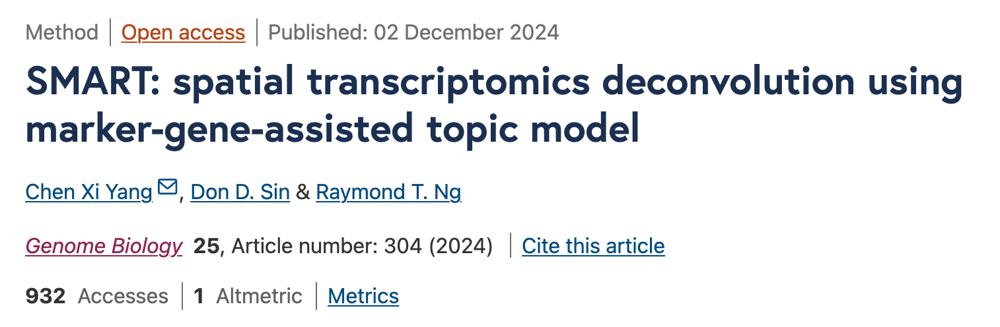 Method | Open access | Published: 02 December 2024
SMART: spatial transcriptomics deconvolution using
marker-gene-assisted topic model
Chen Xi Yang, Don D. Sin & Raymond T. Ng
Genome Biology 25, Article number: 304 (2024) | Cite this article
932 Accesses | 1 Altmetric | Metrics